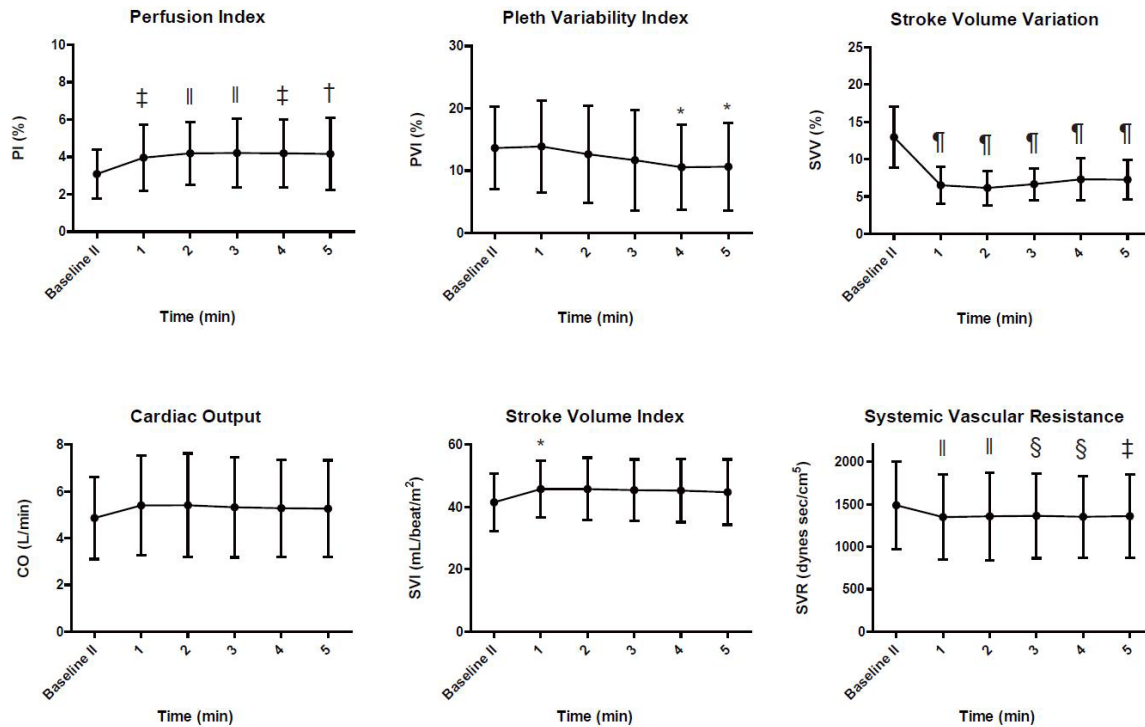 Perfusion Index
10
8
6
4
2
0
PI (%)
‡ ‖ ‖ ‡ †
Baseline II 1 2 3 4 5
Time (min)
Pleth Variability Index
30
20
10
0
PVI (%)
* *
Baseline II 1 2 3 4 5
Time (min)
Stroke Volume Variation
25
20
15
10
5
0
SVV (%)
¶ ¶ ¶ ¶ ¶
Baseline II 1 2 3 4 5
Time (min)
Cardiac Output
8
6
4
2
0
CO (L/min)
Baseline II 1 2 3 4 5
Time (min)
Stroke Volume Index
60
40
20
0
SVI (mL/beat/m²)
*
Baseline II 1 2 3 4 5
Time (min)
Systemic Vascular Resistance
2000
1500
1000
500
0
SVR (dynes sec/cm⁵)
‖ ‖ § § ‡
Baseline II 1 2 3 4 5
Time (min)